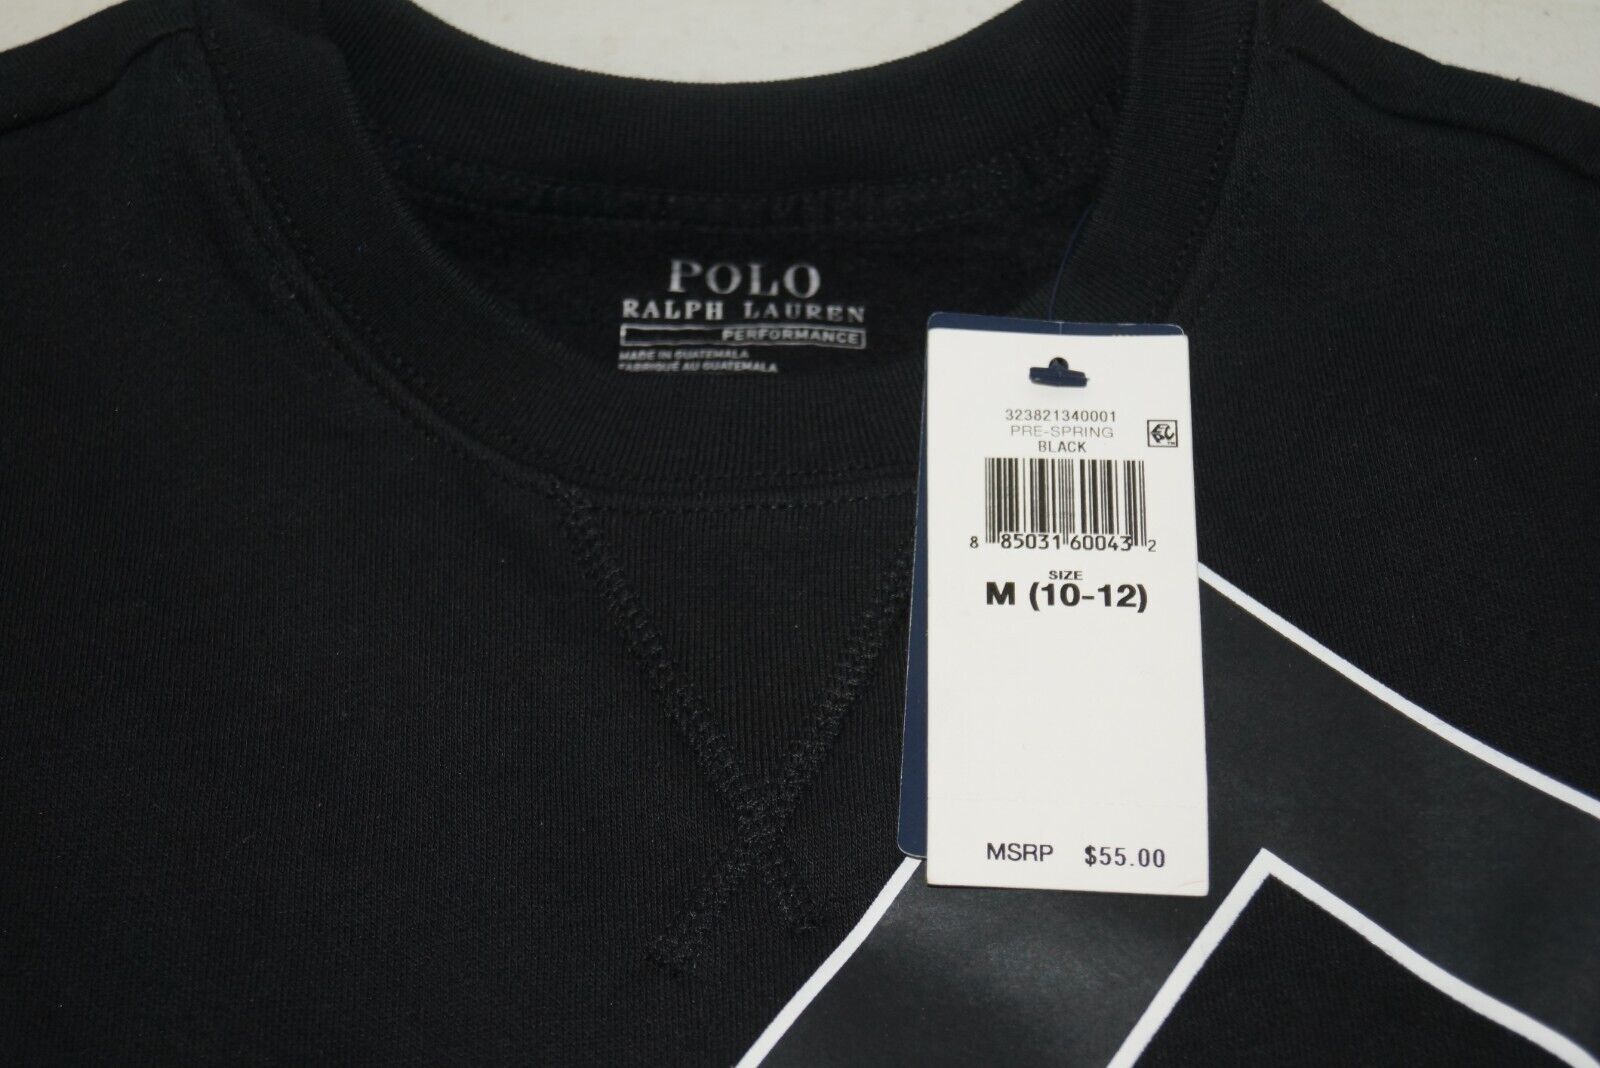 POLO
RALPH LAUREN
PERFORMANCE
MADE IN GUATEMALA
FABRIQUÉ AU GUATEMALA
323821340001
PRE-SPRING
BLACK
8 85031 60043 2
SIZE
M (10-12)
MSRP $55.00